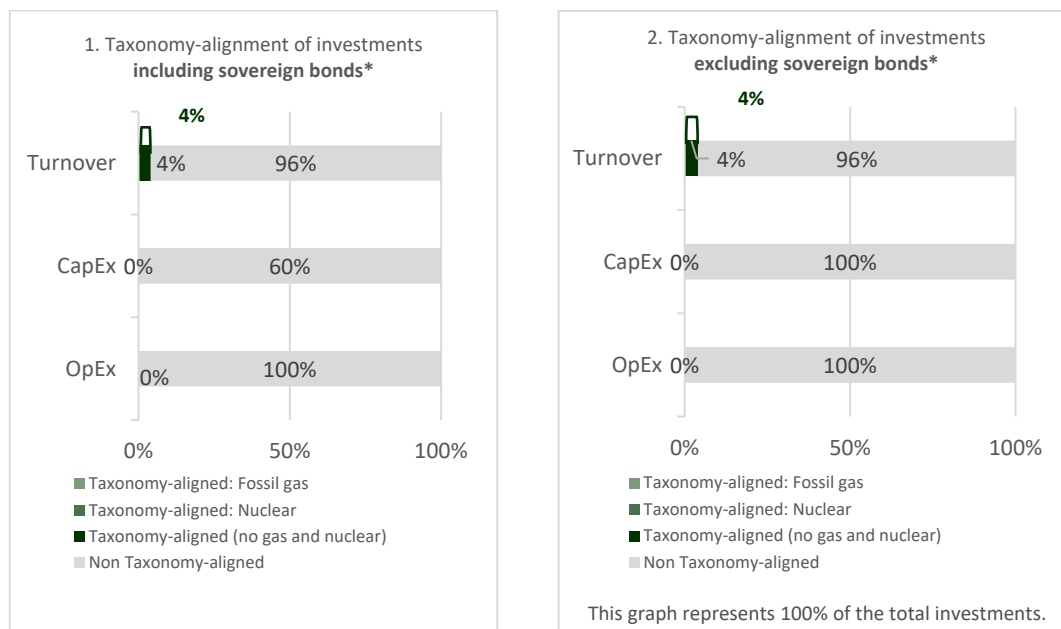 1. Taxonomy-alignment of investments
including sovereign bonds*
4%
Turnover 4% 96%
CapEx 0% 60%
OpEx 0% 100%
0% 50% 100%
Taxonomy-aligned: Fossil gas
Taxonomy-aligned: Nuclear
Taxonomy-aligned (no gas and nuclear)
Non Taxonomy-aligned
2. Taxonomy-alignment of investments
excluding sovereign bonds*
4%
Turnover 4% 96%
CapEx 0% 100%
OpEx 0% 100%
0% 50% 100%
Taxonomy-aligned: Fossil gas
Taxonomy-aligned: Nuclear
Taxonomy-aligned (no gas and nuclear)
Non Taxonomy-aligned
This graph represents 100% of the total investments.